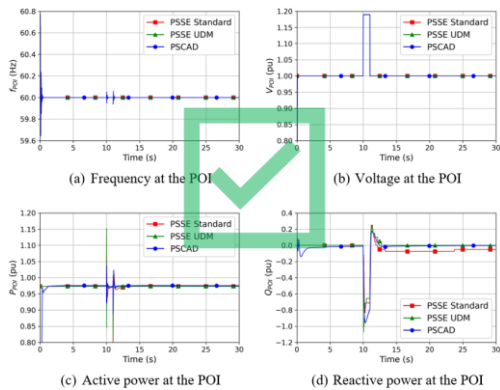 60.8
60.6
60.4
60.2
60.0
59.8
59.6
f_POI (Hz)
PSSE Standard
PSSE UDM
PSCAD
0 5 10 15 20 25 30
Time (s)
(a) Frequency at the POI
1.20
1.15
1.10
1.05
1.00
0.95
0.90
0.85
0.80
V_POI (pu)
PSSE Standard
PSSE UDM
PSCAD
0 5 10 15 20 25 30
Time (s)
(b) Voltage at the POI
1.20
1.15
1.10
1.05
1.00
0.95
0.90
0.85
0.80
P_POI (pu)
PSSE Standard
PSSE UDM
PSCAD
0 5 10 15 20 25 30
Time (s)
(c) Active power at the POI
0.4
0.2
0.0
-0.2
-0.4
-0.6
-0.8
-1.0
-1.2
Q_POI (pu)
PSSE Standard
PSSE UDM
PSCAD
0 5 10 15 20 25 30
Time (s)
(d) Reactive power at the POI